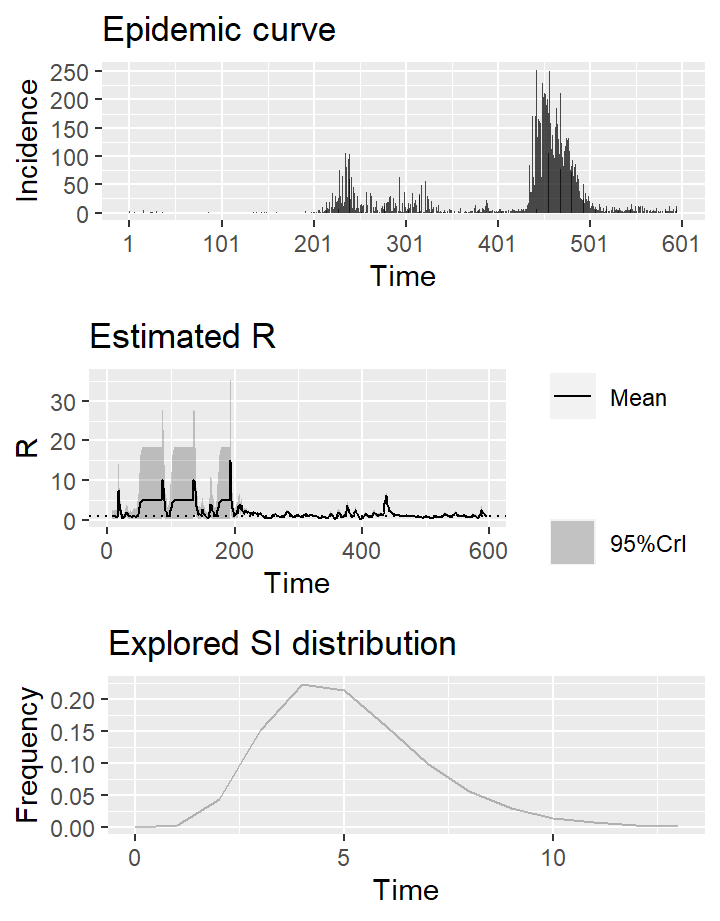 Epidemic curve
Incidence
250
200
150
100
50
0
1 101 201 301 401 501 601
Time
Estimated R
R
30
20
10
0
0 200 400 600
Time
Mean
95%CrI
Explored SI distribution
Frequency
0.20
0.15
0.10
0.05
0.00
0 5 10
Time